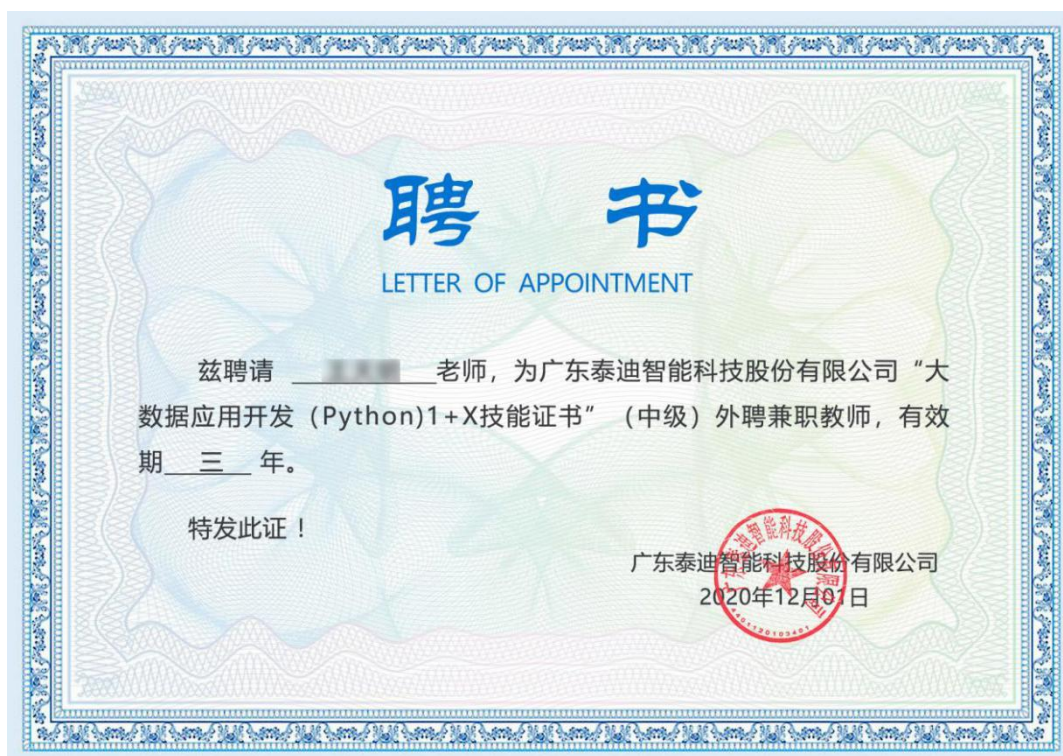 聘 书
LETTER OF APPOINTMENT
兹聘请 老师，为广东泰迪智能科技股份有限公司“大
数据应用开发（Python)1+X技能证书”（中级）外聘兼职教师，有效
期 三 年。
特发此证！
广东泰迪智能科技股份有限公司
2020年12月01日